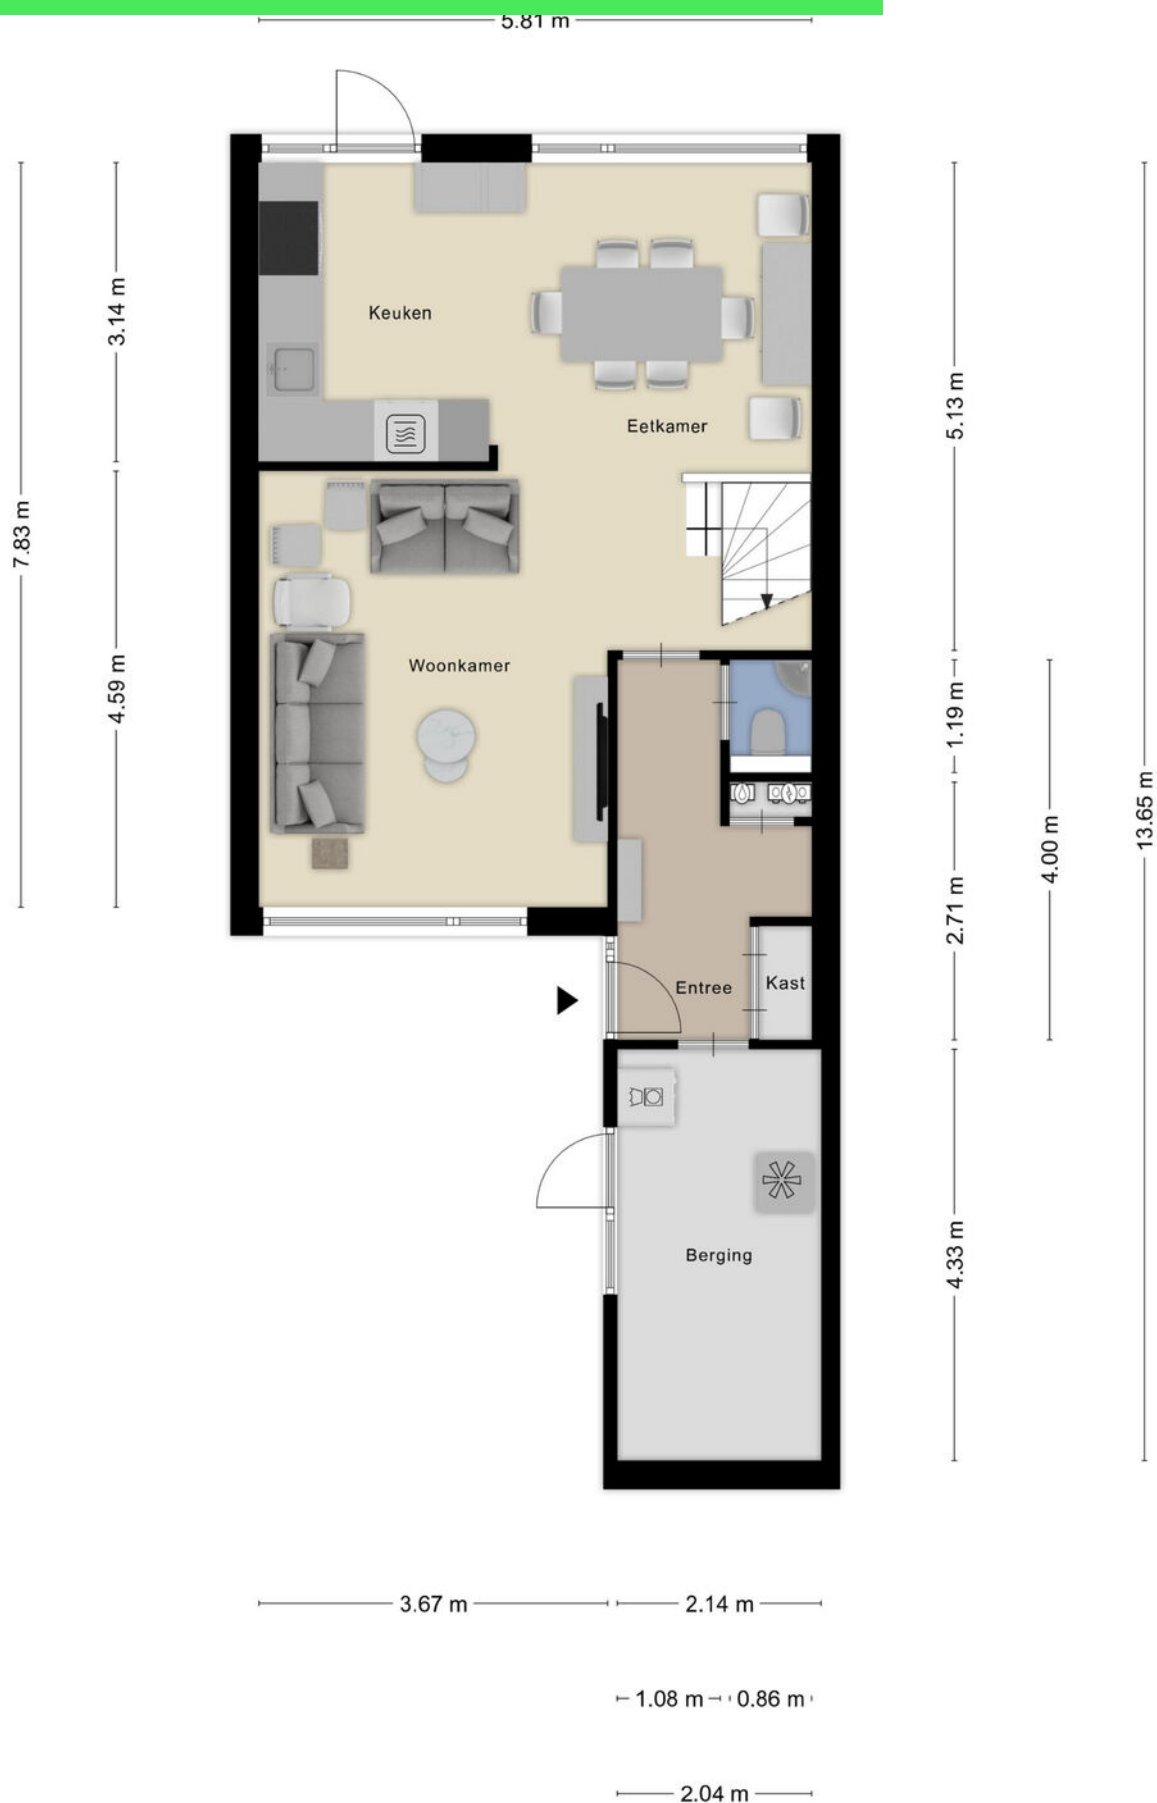 5.81 m
Keuken
3.14 m
Eetkamer
5.13 m
7.83 m
Woonkamer
4.59 m
1.19 m
13.65 m
4.00 m
2.71 m
Entree
Kast
4.33 m
Berging
3.67 m
2.14 m
1.08 m
0.86 m
2.04 m